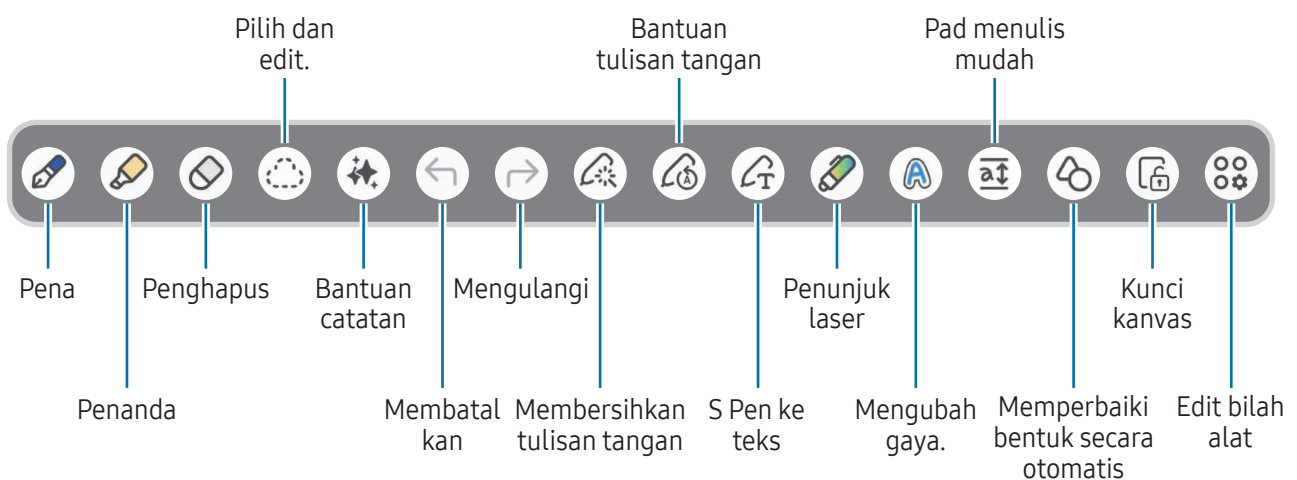 Pilih dan
edit.
Bantuan
tulisan tangan
Pad menulis
mudah
A
T
A
a
Pena
Penghapus
Bantuan
catatan
Mengulangi
Penunjuk
laser
Kunci
kanvas
Penanda
Membatal
kan
Membersihkan
tulisan tangan
S Pen ke
teks
Mengubah
gaya.
Memperbaiki
bentuk secara
otomatis
Edit bilah
alat